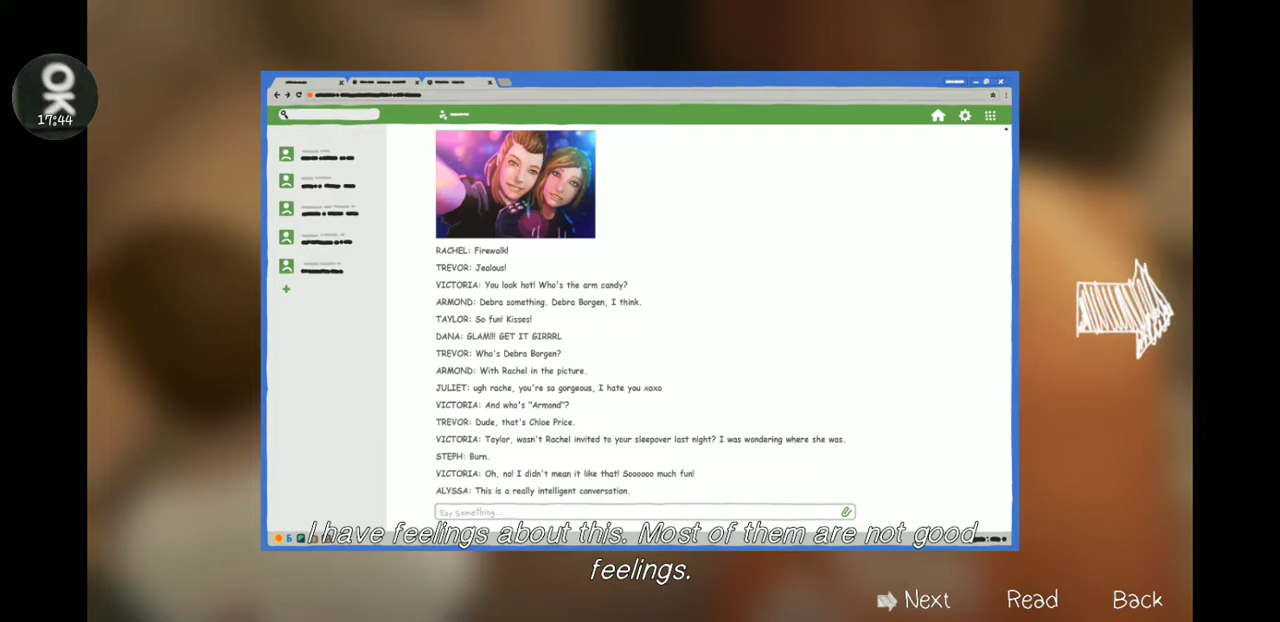 OK
17:44
RACHEL: Firewalk!
TREVOR: Jealous!
VICTORIA: You look hot! Who's the arm candy?
ARMOND: Debra something. Debra Borgen, I think.
TAYLOR: So fun! Kisses!
DANA: GLAM!!! GET IT GIRRRL
TREVOR: Who's Debra Borgen?
ARMOND: With Rachel in the picture.
JULIET: ugh rache, you're so gorgeous, I hate you xoxo
VICTORIA: And who's "Armond"?
TREVOR: Dude, that's Chloe Price.
VICTORIA: Taylor, wasn't Rachel invited to your sleepover last night? I was wondering where she was.
STEPH: Burn.
VICTORIA: Oh, no! I didn't mean it like that! Soooooo much fun!
ALYSSA: This is a really intelligent conversation.
Say Something...
I have feelings about this. Most of them are not good
feelings.
Next Read Back